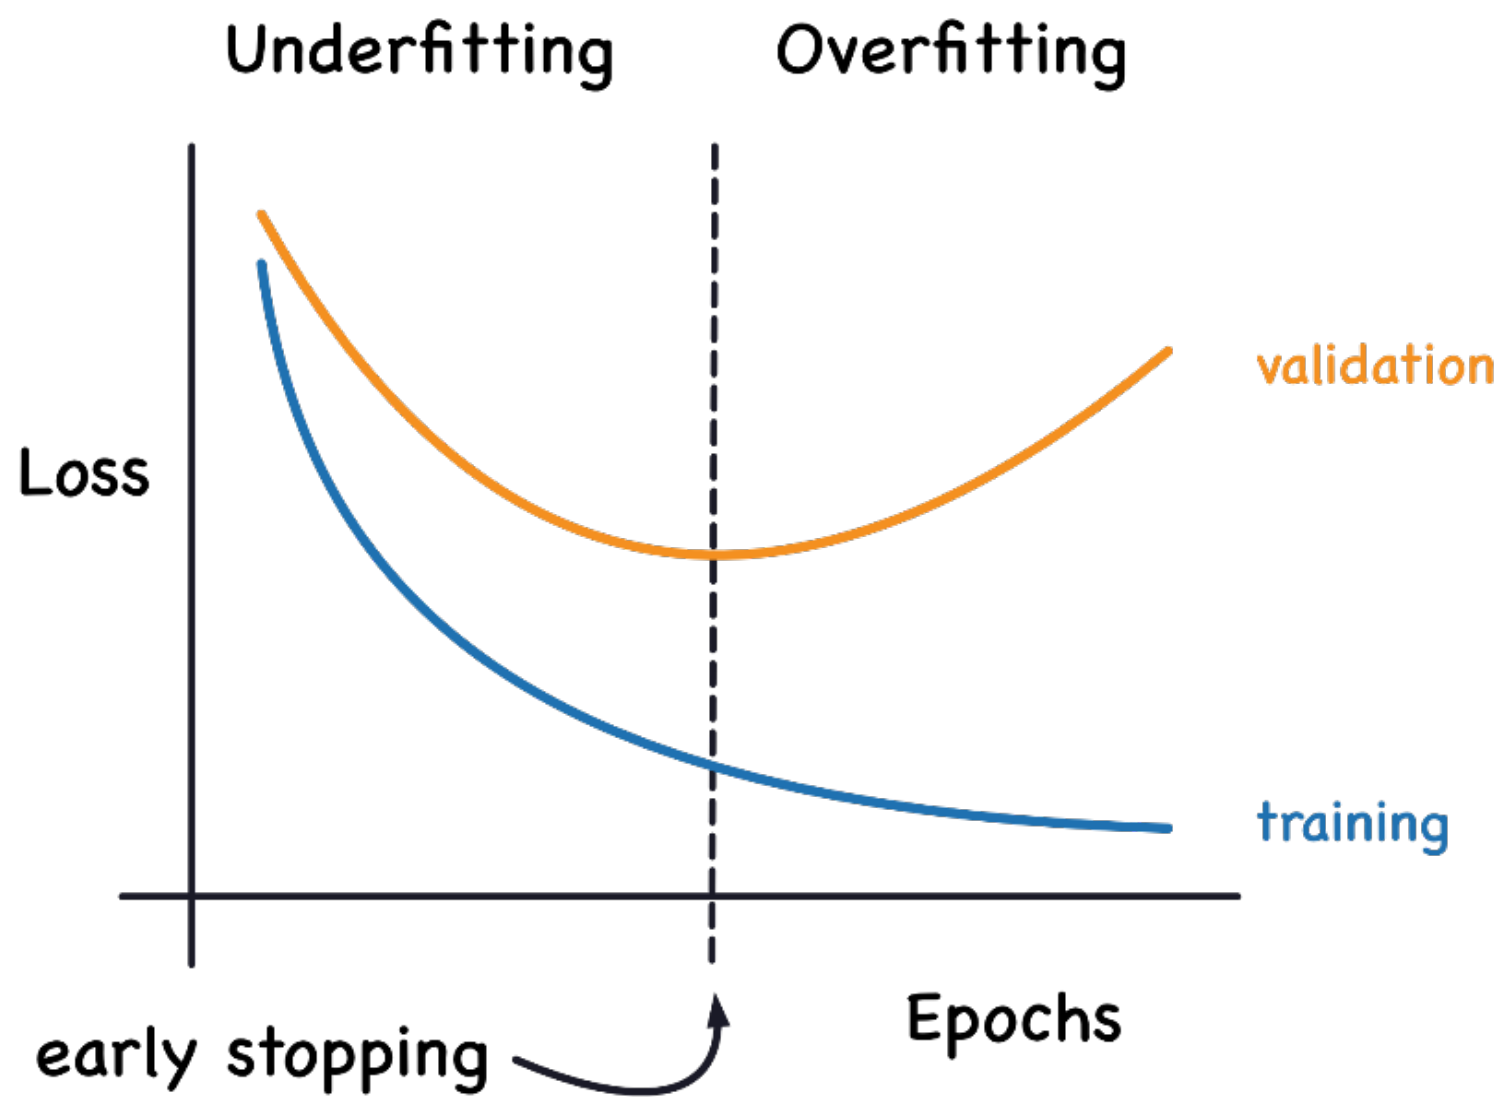 Underfitting
Overfitting
validation
Loss
training
Epochs
early stopping